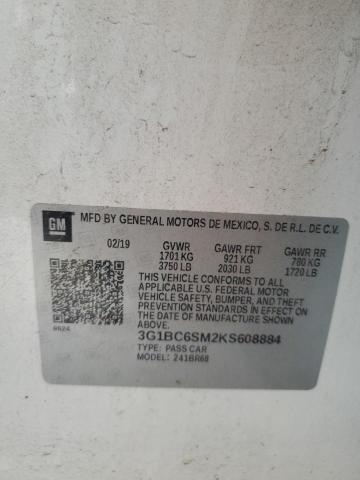 GM
MFD BY GENERAL MOTORS DE MEXICO, S. DE R.L. DE C.V.
02/19 GVWR GAWR FRT GAWR RR
1701 KG 921 KG 780 KG
3750 LB 2030 LB 1720 LB
THIS VEHICLE CONFORMS TO ALL
APPLICABLE U.S. FEDERAL MOTOR
VEHICLE SAFETY, BUMPER, AND THEFT
PREVENTION STANDARDS IN EFFECT ON
THE DATE OF MANUFACTURE SHOWN ABOVE.
3G1BC6SM2KS608884
TYPE: PASS CAR
MODEL: 241BR68